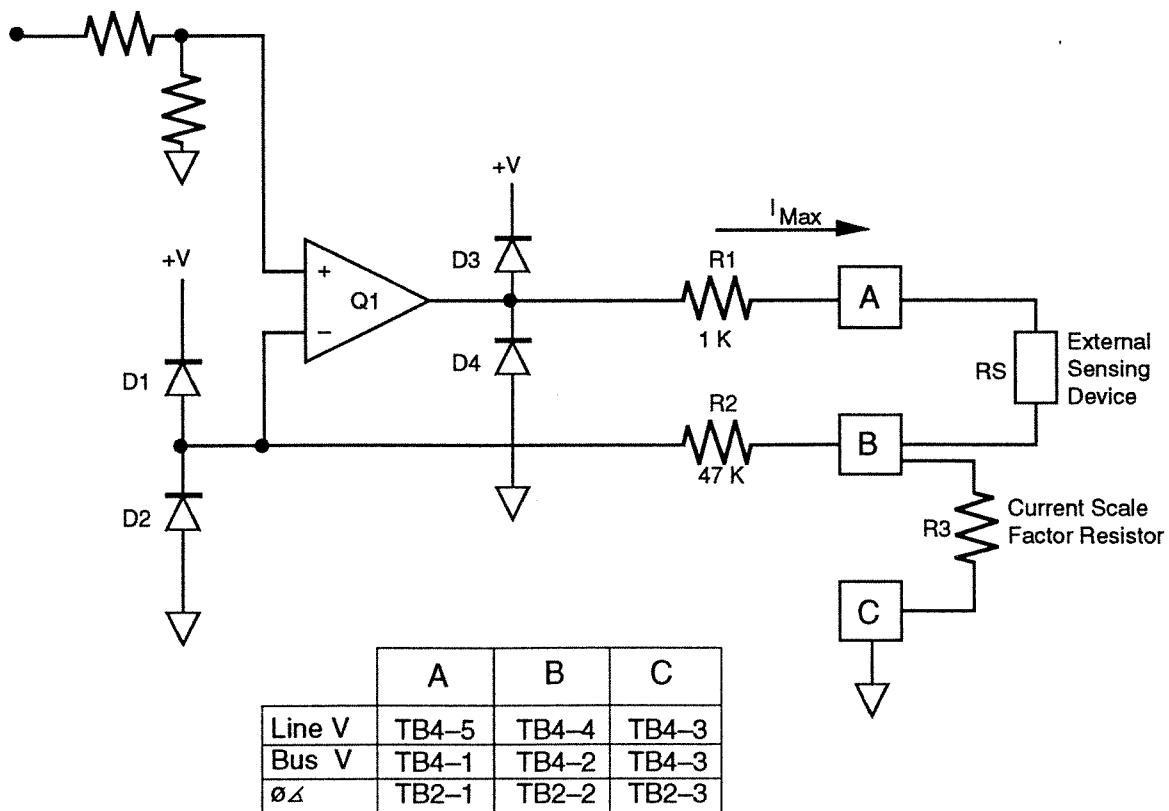 +V
+V
I Max
D3
R1
A
+
Q1
–
1 K
D4
D1
RS
External
Sensing
Device
R2
B
47 K
D2
R3
Current Scale
Factor Resistor
C
A B C
Line V TB4–5 TB4–4 TB4–3
Bus V TB4–1 TB4–2 TB4–3
ø∡ TB2–1 TB2–2 TB2–3